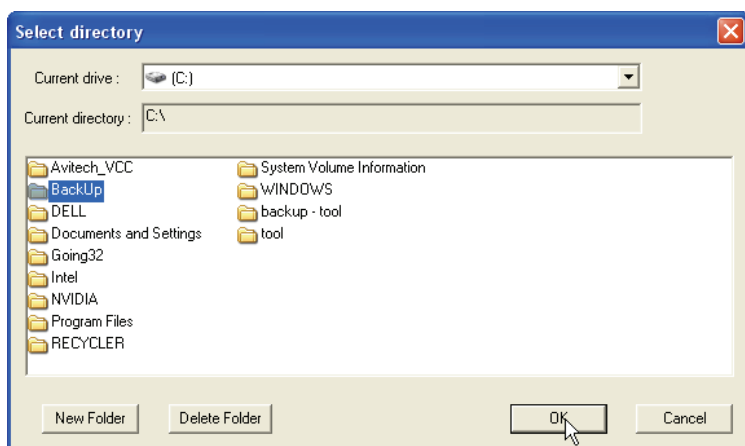 Select directory
Current drive : (C:)
Current directory : C:\
Avitech_VCC
BackUp
DELL
Documents and Settings
Going32
Intel
NVIDIA
Program Files
RECYCLER
System Volume Information
WINDOWS
backup - tool
tool
New Folder Delete Folder OK Cancel